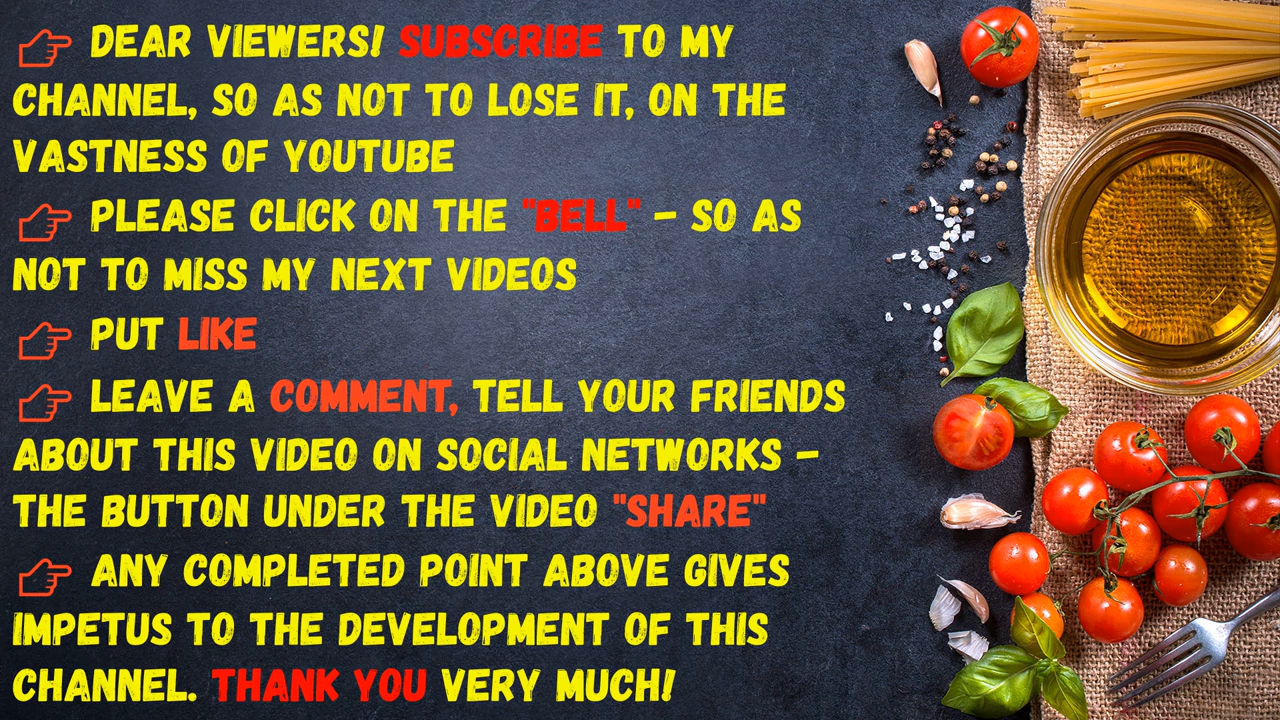 DEAR VIEWERS! SUBSCRIBE TO MY
CHANNEL, SO AS NOT TO LOSE IT, ON THE
VASTNESS OF YOUTUBE
PLEASE CLICK ON THE "BELL" - SO AS
NOT TO MISS MY NEXT VIDEOS
PUT LIKE
LEAVE A COMMENT, TELL YOUR FRIENDS
ABOUT THIS VIDEO ON SOCIAL NETWORKS -
THE BUTTON UNDER THE VIDEO "SHARE"
ANY COMPLETED POINT ABOVE GIVES
IMPETUS TO THE DEVELOPMENT OF THIS
CHANNEL. THANK YOU VERY MUCH!